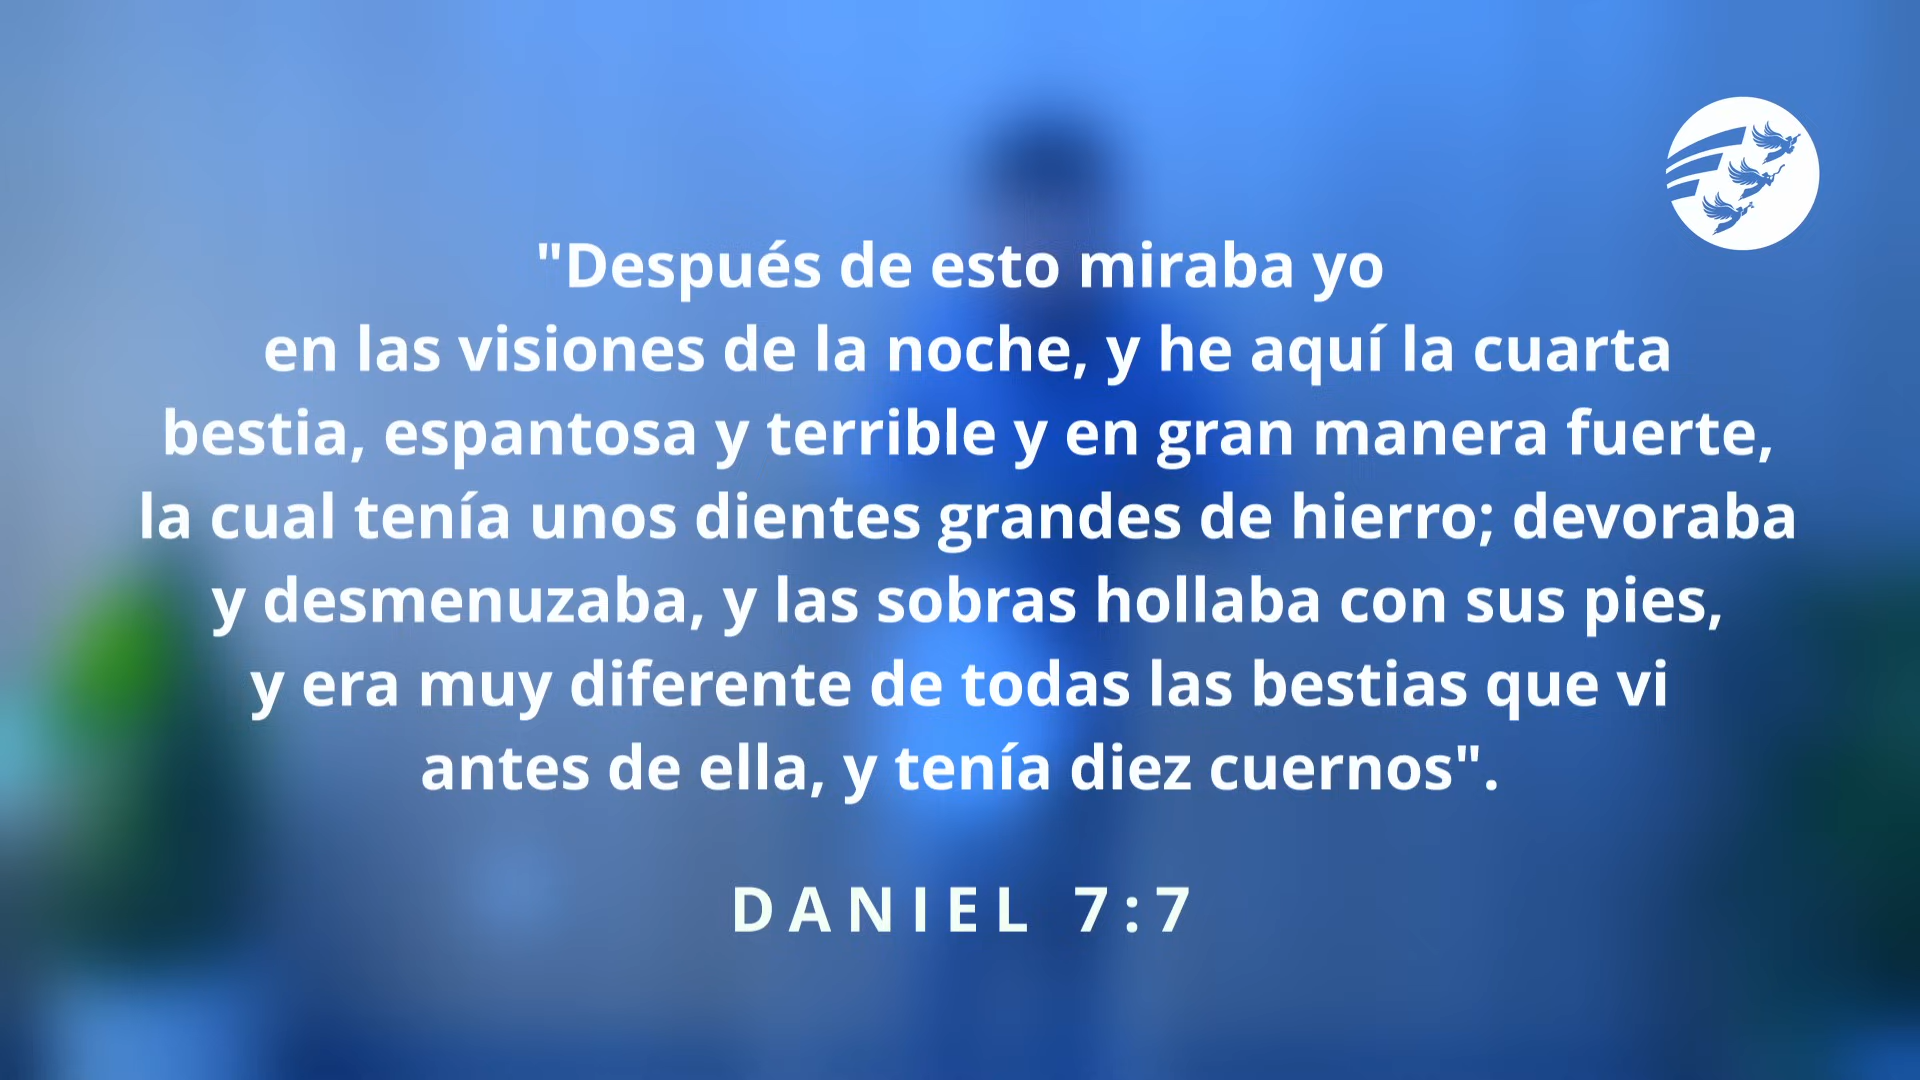 "Después de esto miraba yo
en las visiones de la noche, y he aquí la cuarta
bestia, espantosa y terrible y en gran manera fuerte,
la cual tenía unos dientes grandes de hierro; devoraba
y desmenuzaba, y las sobras hollaba con sus pies,
y era muy diferente de todas las bestias que vi
antes de ella, y tenía diez cuernos".
DANIEL 7:7